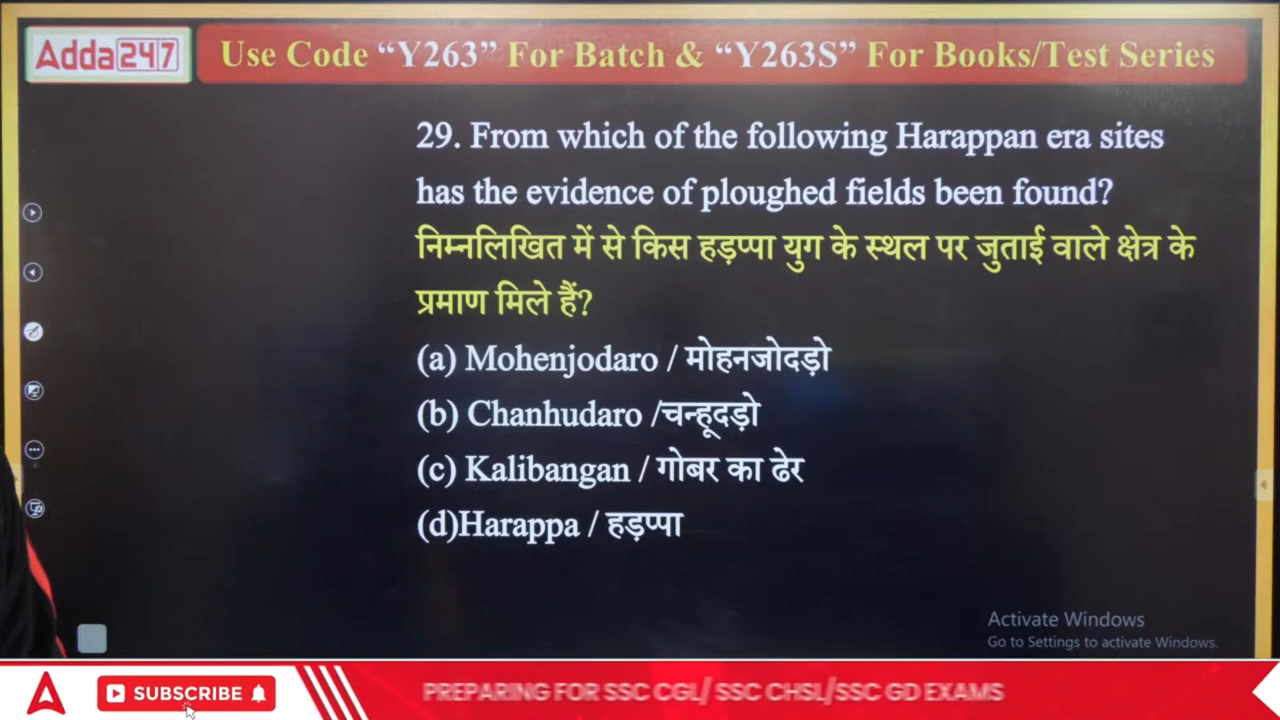 Adda247
Use Code “Y263” For Batch & “Y263S” For Books/Test Series
29. From which of the following Harappan era sites
has the evidence of ploughed fields been found?
निम्नलिखित में से किस हड़प्पा युग के स्थल पर जुताई वाले क्षेत्र के
प्रमाण मिले हैं?
(a) Mohenjodaro / मोहनजोदड़ो
(b) Chanhudaro /चन्हूदड़ो
(c) Kalibangan / गोबर का ढेर
(d)Harappa / हड़प्पा
Activate Windows
Go to Settings to activate Windows.
SUBSCRIBE
PREPARING FOR SSC CGL/ SSC CHSL/SSC GD EXAMS